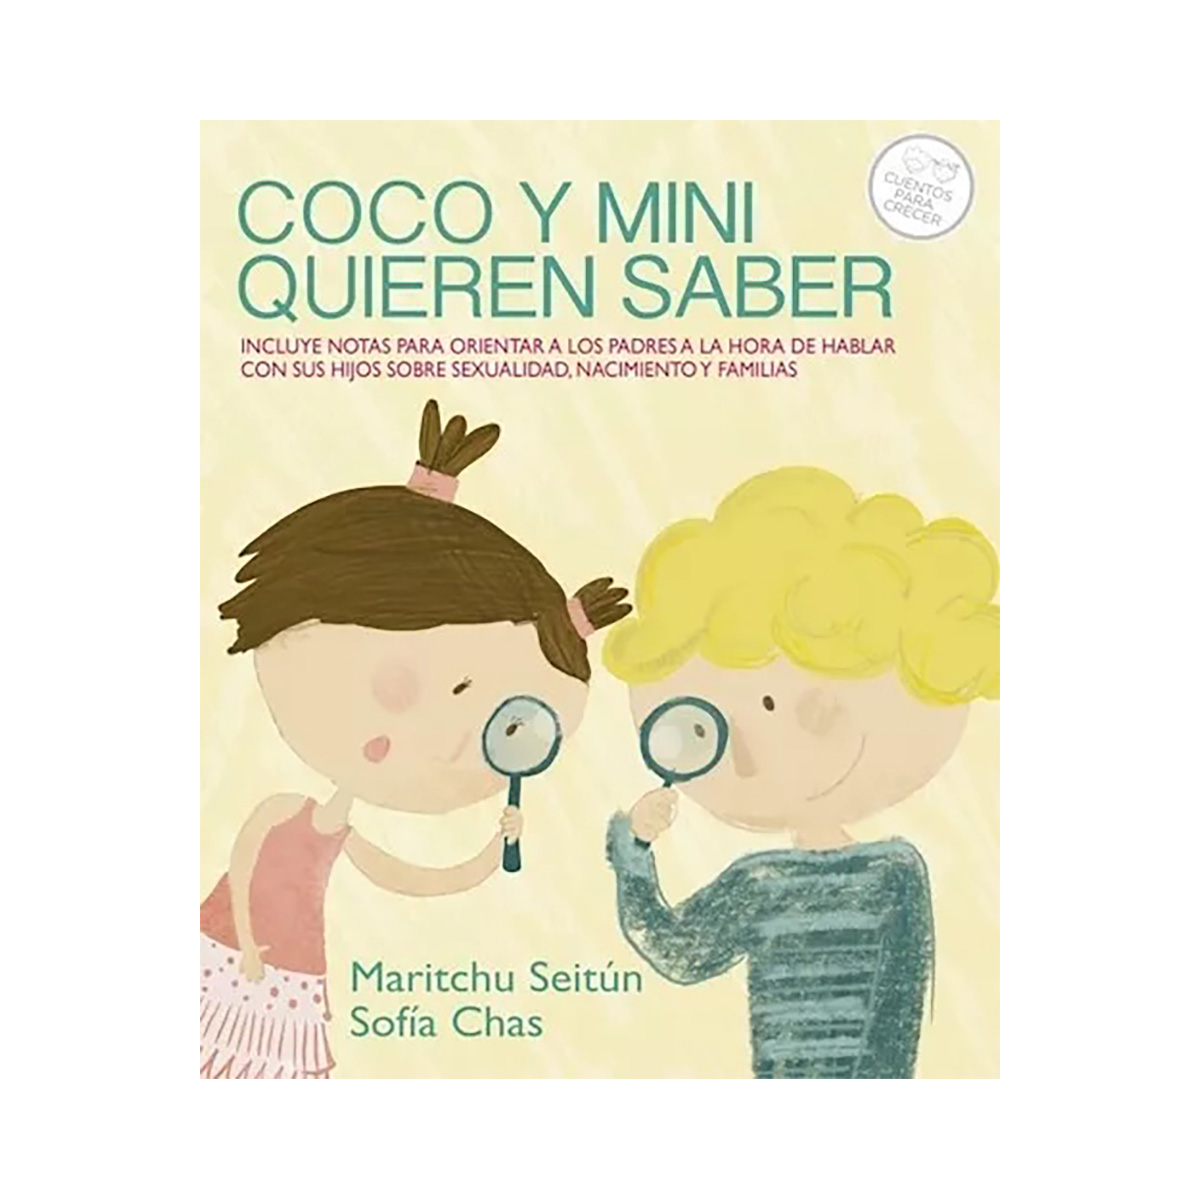 COCO Y MINI
QUIEREN SABER
INCLUYE NOTAS PARA ORIENTAR A LOS PADRES A LA HORA DE HABLAR
CON SUS HIJOS SOBRE SEXUALIDAD, NACIMIENTO Y FAMILIAS
CUENTOS
PARA
CRECER
Maritchu Seitún
Sofía Chas